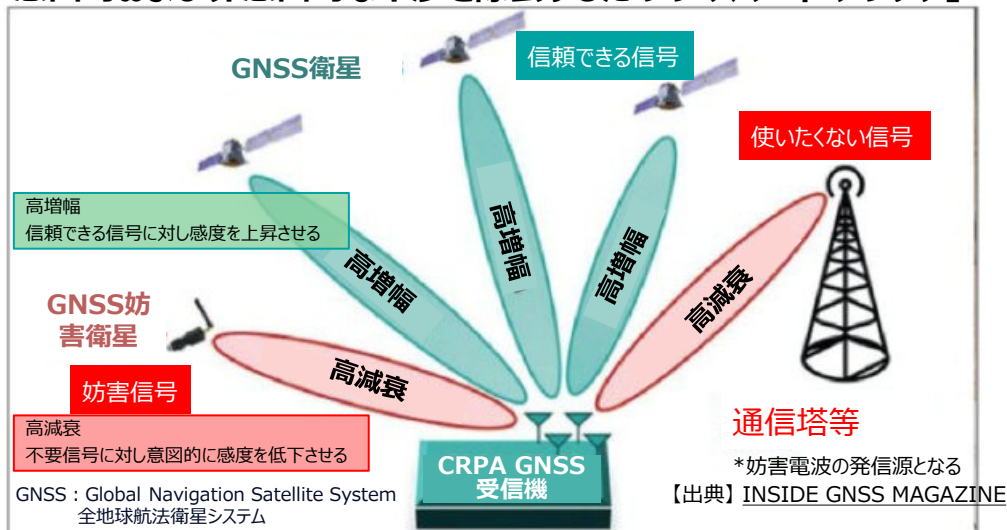 GNSS衛星
信頼できる信号
使いたくない信号
高増幅
信頼できる信号に対し感度を上昇させる
高増幅
高増幅
高増幅
高減衰
GNSS妨
害衛星
高減衰
妨害信号
高減衰
不要信号に対し意図的に感度を低下させる
通信塔等
CRPA GNSS
受信機
*妨害電波の発信源となる
GNSS：Global Navigation Satellite System
全地球航法衛星システム
【出典】INSIDE GNSS MAGAZINE